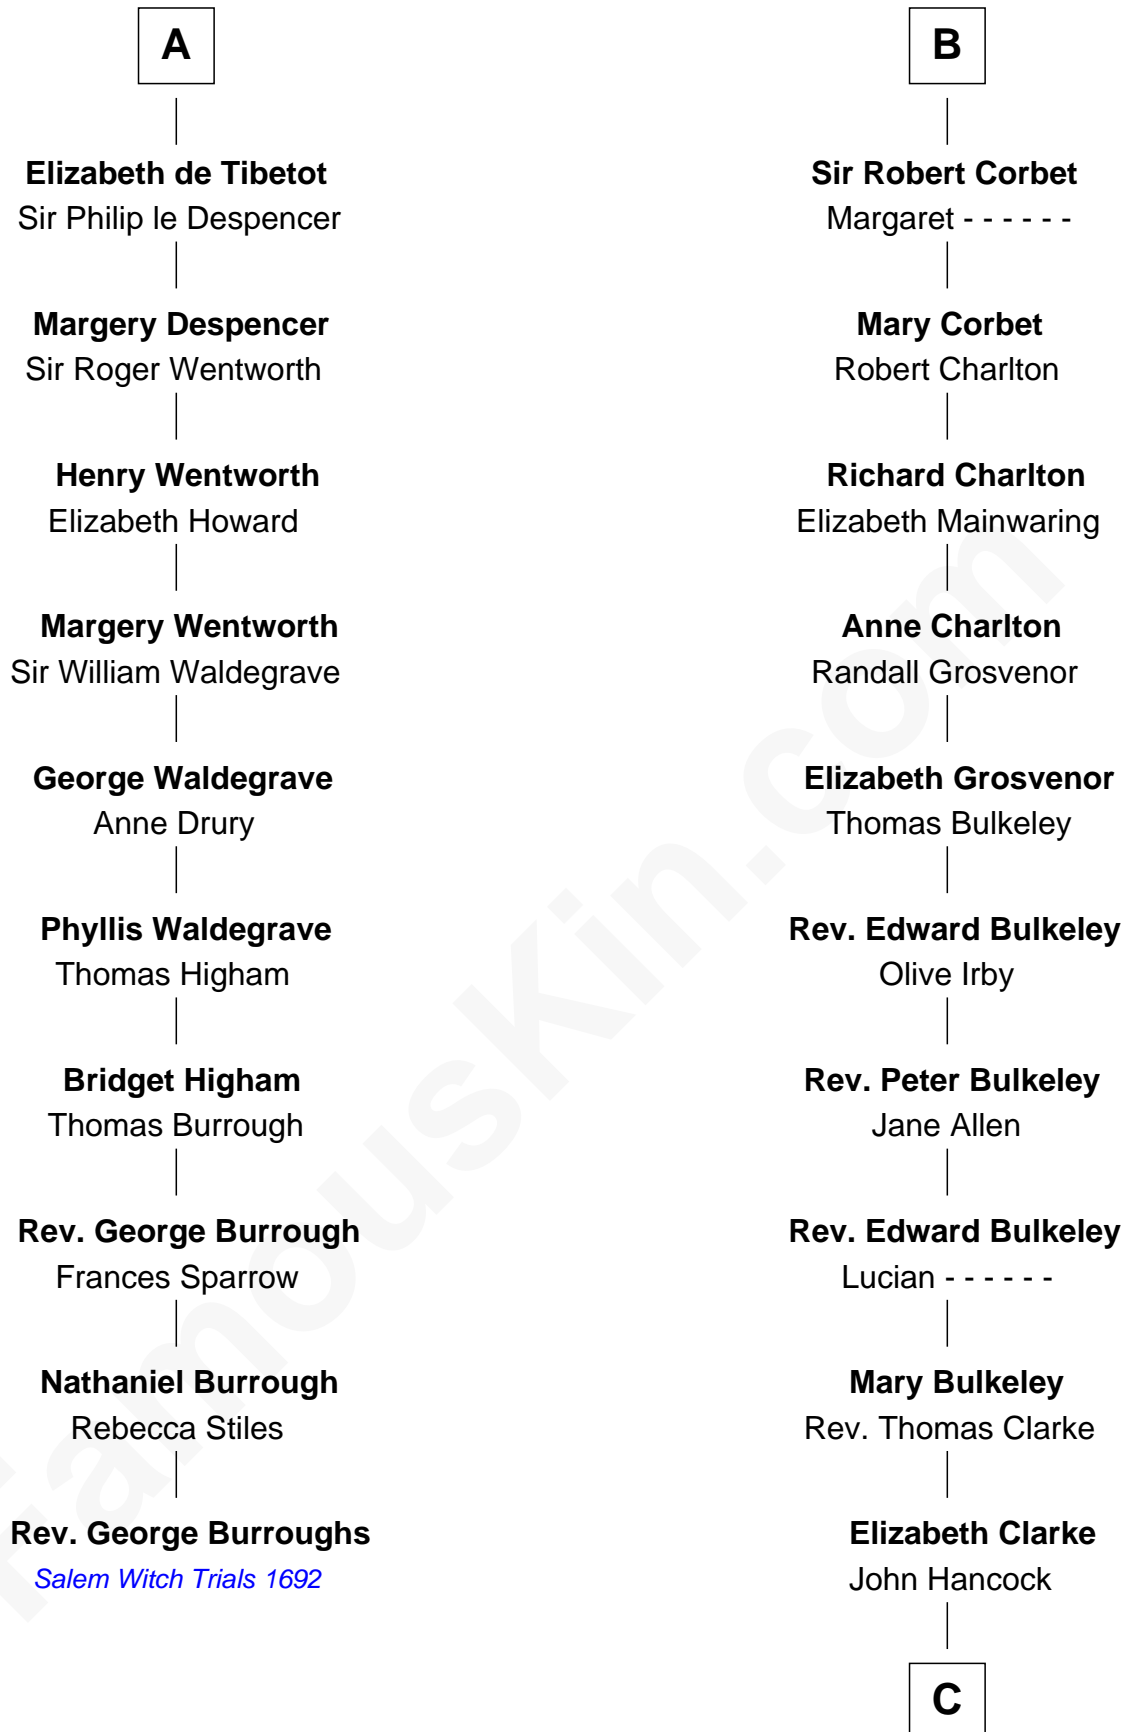 A
Elizabeth de Tibetot
Sir Philip le Despencer
Margery Despencer
Sir Roger Wentworth
Henry Wentworth
Elizabeth Howard
Margery Wentworth
Sir William Waldegrave
George Waldegrave
Anne Drury
Phyllis Waldegrave
Thomas Higham
Bridget Higham
Thomas Burrough
Rev. George Burrough
Frances Sparrow
Nathaniel Burrough
Rebecca Stiles
Rev. George Burroughs
Salem Witch Trials 1692
B
Sir Robert Corbet
Margaret - - - - - -
Mary Corbet
Robert Charlton
Richard Charlton
Elizabeth Mainwaring
Anne Charlton
Randall Grosvenor
Elizabeth Grosvenor
Thomas Bulkeley
Rev. Edward Bulkeley
Olive Irby
Rev. Peter Bulkeley
Jane Allen
Rev. Edward Bulkeley
Lucian - - - - - -
Mary Bulkeley
Rev. Thomas Clarke
Elizabeth Clarke
John Hancock
C
famouskin.com